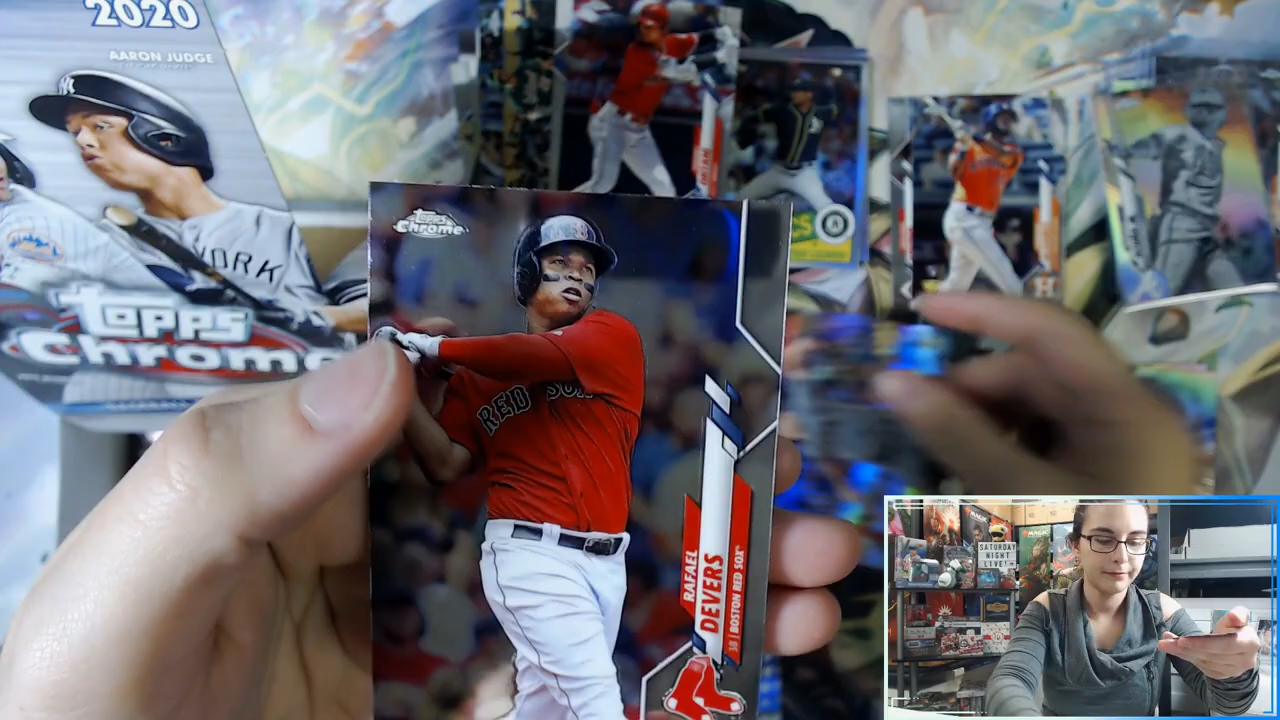 2020
AARON JUDGE
YORK
Topps
Chrome
Topps
Chrome
RED SOX
RAFAEL
DEVERS
3B | BOSTON RED SOX
SATURDAY
NIGHT
LIVE!
MAGIC